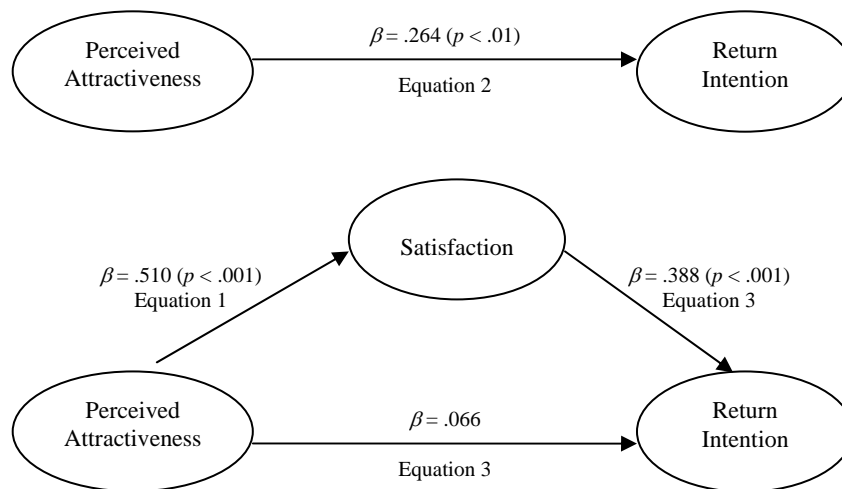 β = .264 (p < .01)
Perceived
Attractiveness
Return
Intention
Equation 2
Satisfaction
β = .510 (p < .001)
Equation 1
β = .388 (p < .001)
Equation 3
Perceived
Attractiveness
β = .066
Return
Intention
Equation 3